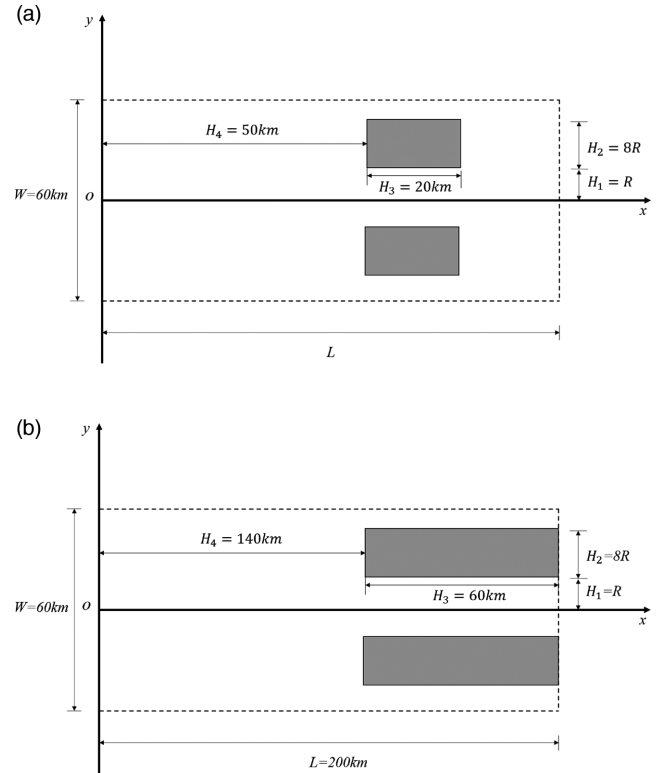 (a)
y
H₄ = 50km
H₂ = 8R
H₃ = 20km
H₁ = R
W=60km
o
x
L
(b)
y
H₄ = 140km
H₂=8R
H₃ = 60km
H₁=R
W=60km
o
x
L=200km